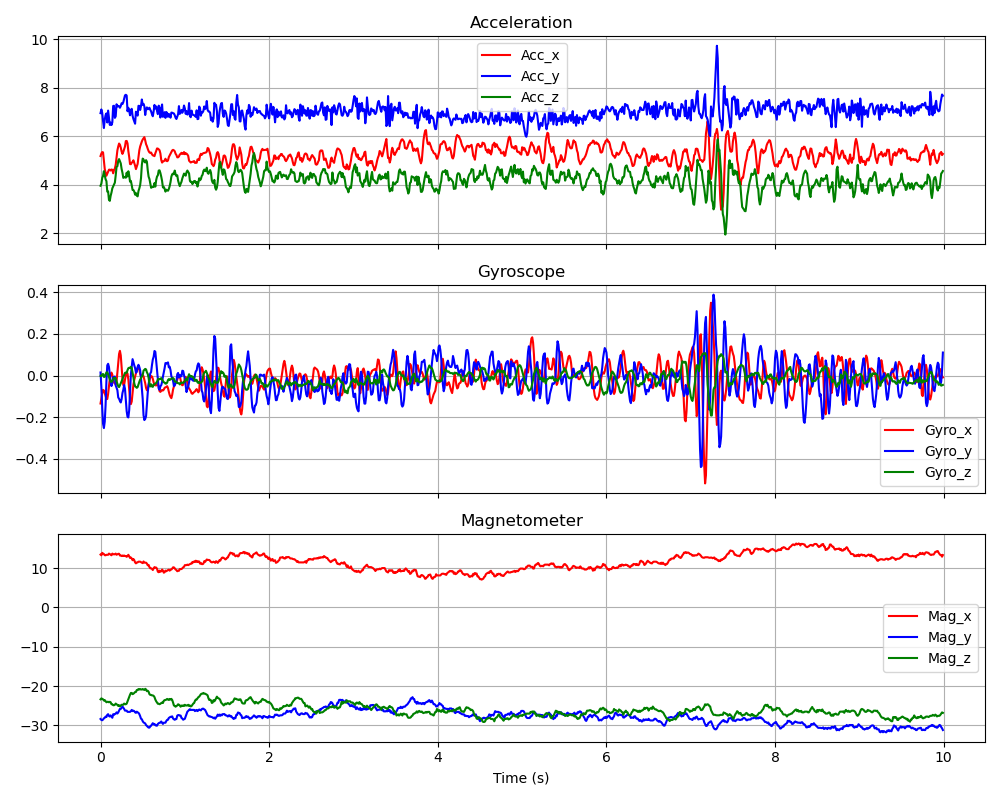 Acceleration
10
8
6
4
2
Acc_x
Acc_y
Acc_z
Gyroscope
0.4
0.2
0.0
−0.2
−0.4
Gyro_x
Gyro_y
Gyro_z
Magnetometer
10
0
−10
−20
−30
Mag_x
Mag_y
Mag_z
0 2 4 6 8 10
Time (s)